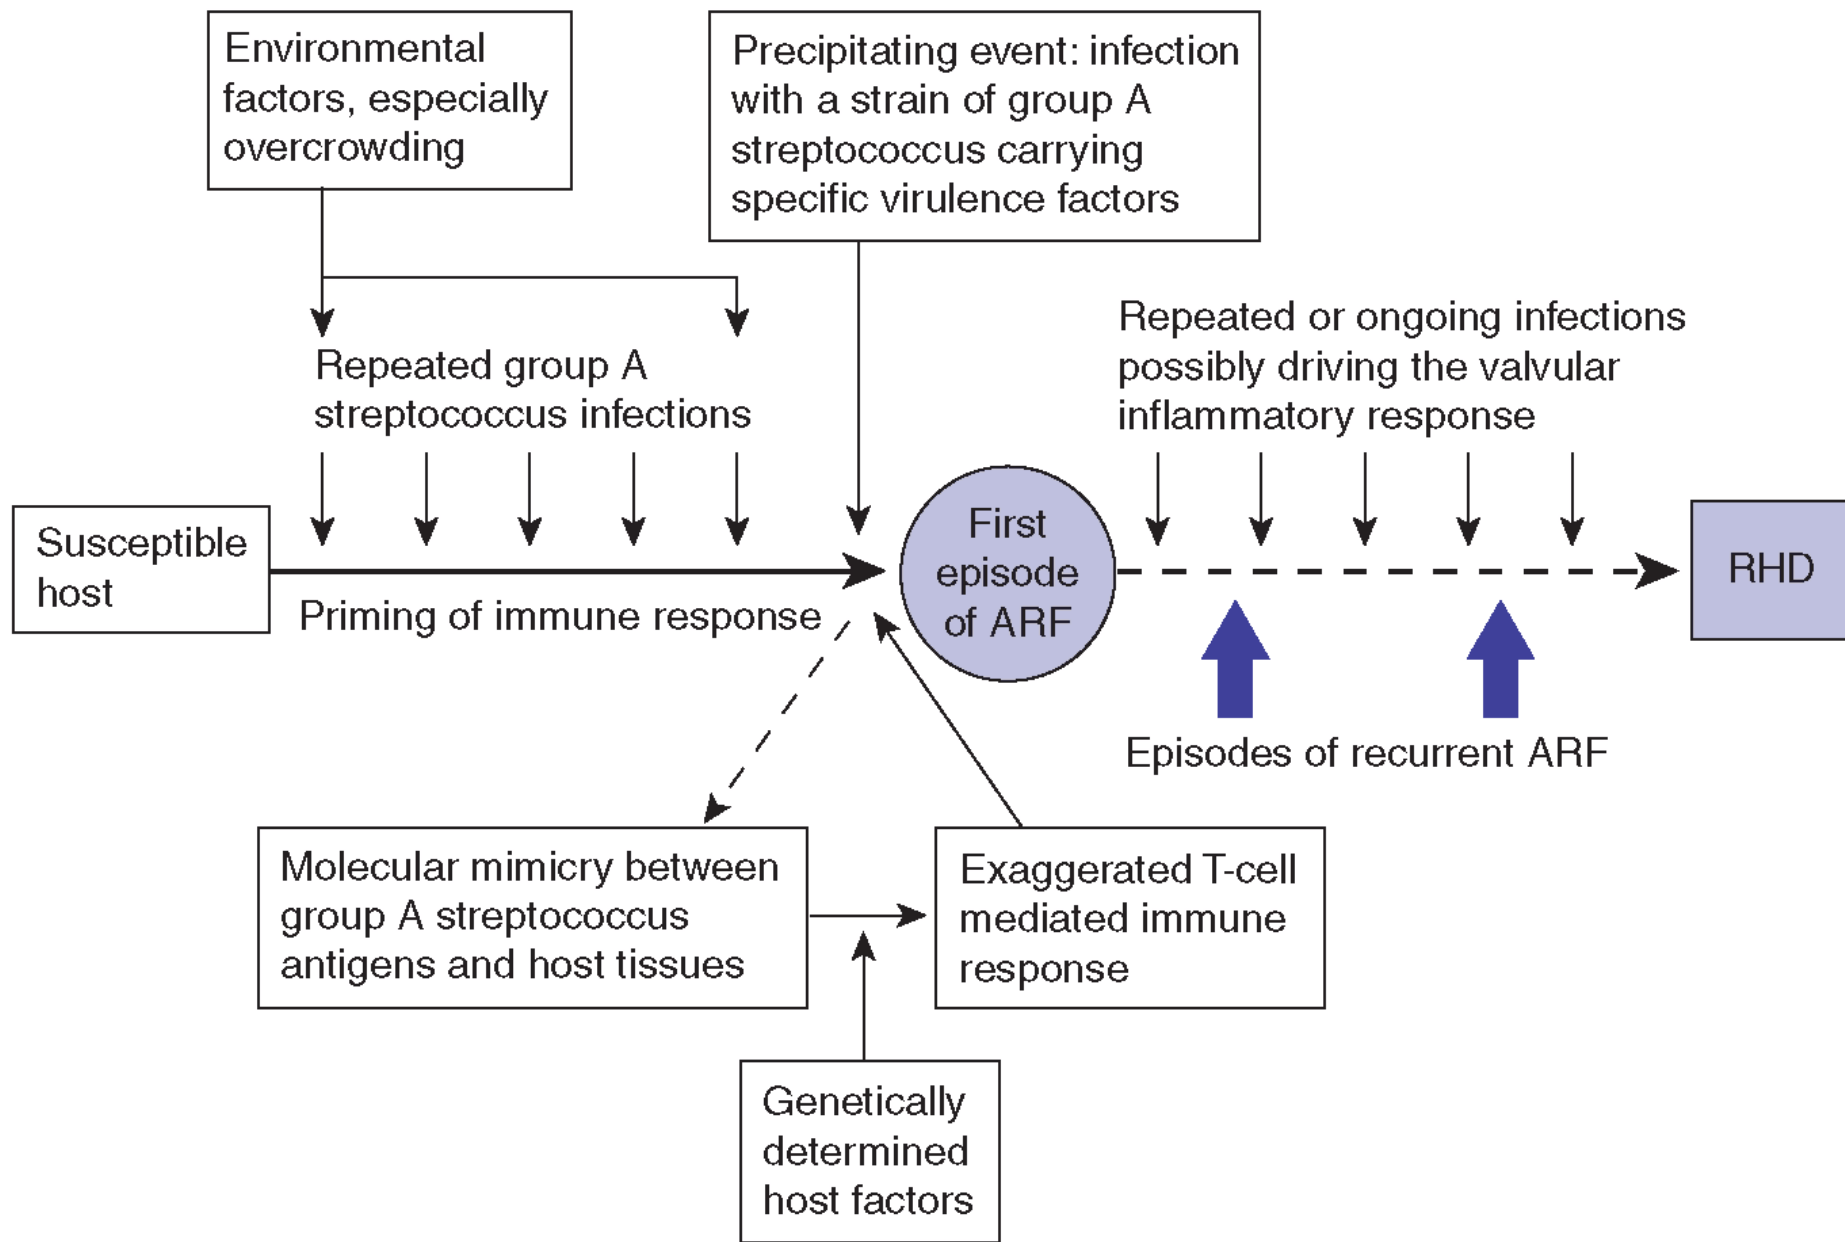 Environmental
factors, especially
overcrowding
Precipitating event: infection
with a strain of group A
streptococcus carrying
specific virulence factors
Repeated group A
streptococcus infections
Repeated or ongoing infections
possibly driving the valvular
inflammatory response
Susceptible
host
Priming of immune response
First
episode
of ARF
RHD
Episodes of recurrent ARF
Molecular mimicry between
group A streptococcus
antigens and host tissues
Exaggerated T-cell
mediated immune
response
Genetically
determined
host factors